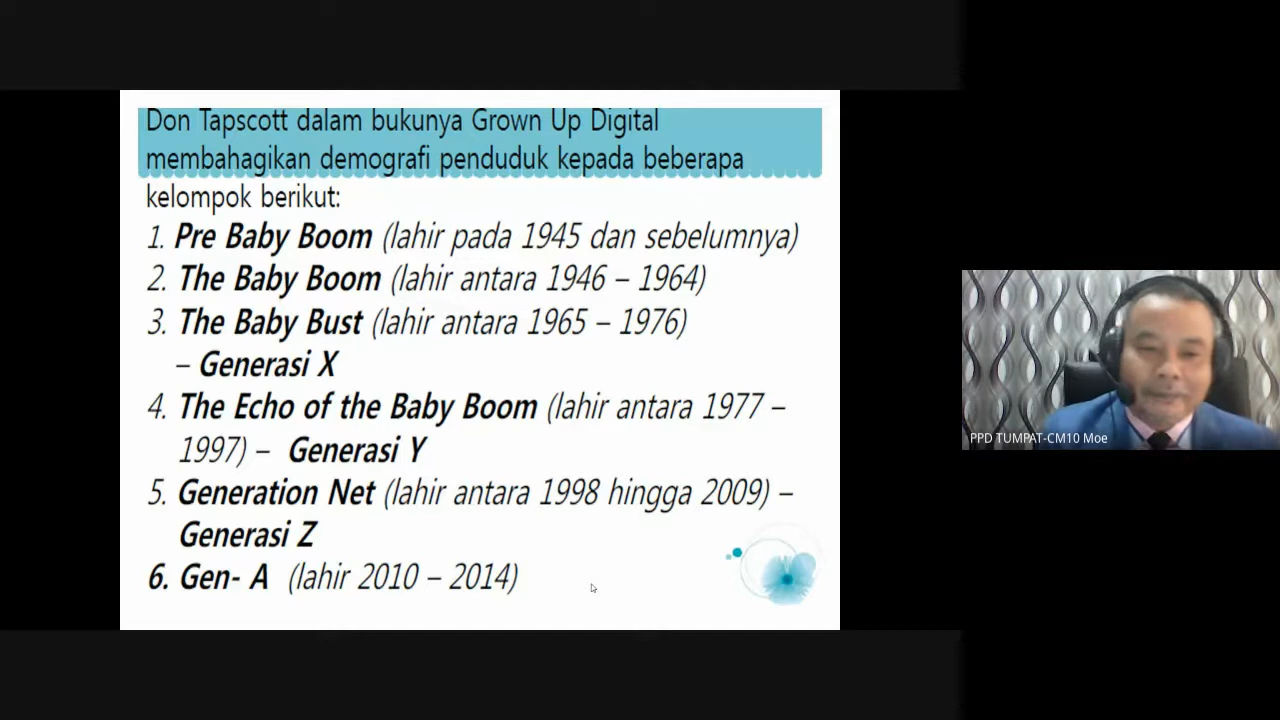 Don Tapscott dalam bukunya Grown Up Digital
membahagikan demografi penduduk kepada beberapa
kelompok berikut:
1. Pre Baby Boom (lahir pada 1945 dan sebelumnya)
2. The Baby Boom (lahir antara 1946 – 1964)
3. The Baby Bust (lahir antara 1965 – 1976)
– Generasi X
4. The Echo of the Baby Boom (lahir antara 1977 –
1997) – Generasi Y
5. Generation Net (lahir antara 1998 hingga 2009) –
Generasi Z
6. Gen- A (lahir 2010 – 2014)
PPD TUMPAT-CM10 Moe